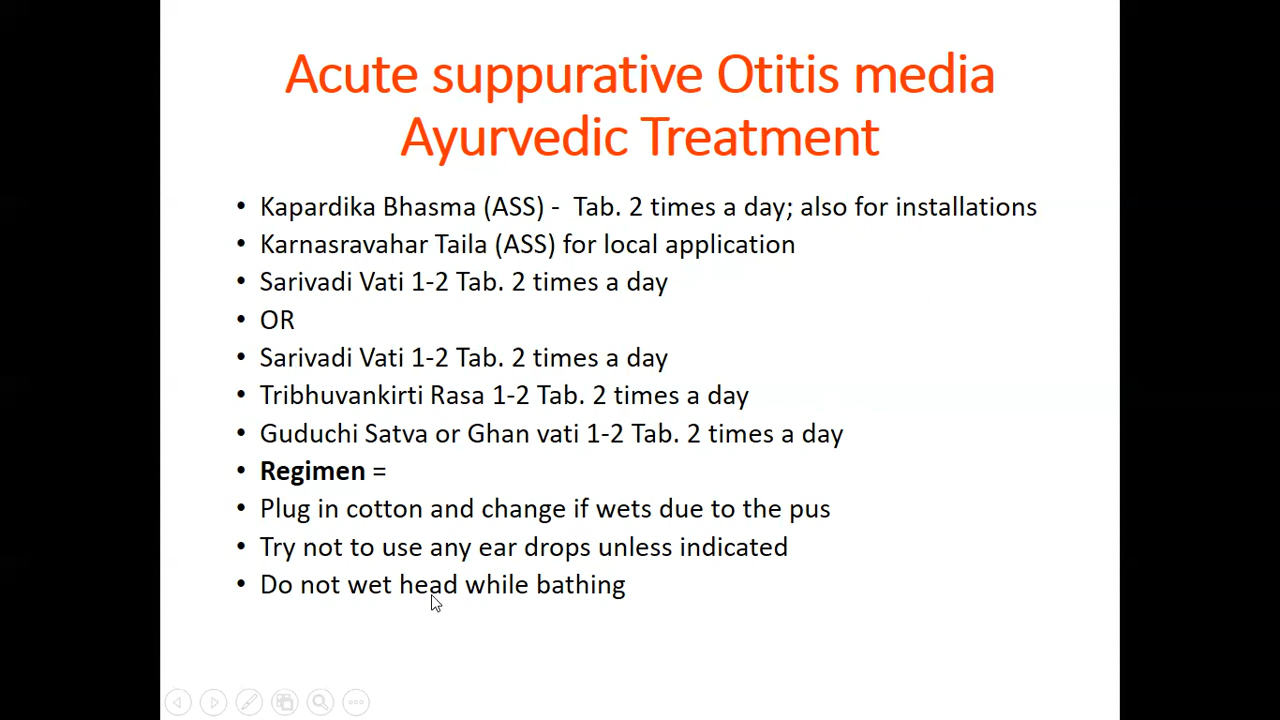 Acute suppurative Otitis media
Ayurvedic Treatment
• Kapardika Bhasma (ASS) - Tab. 2 times a day; also for installations
• Karnasravahar Taila (ASS) for local application
• Sarivadi Vati 1-2 Tab. 2 times a day
• OR
• Sarivadi Vati 1-2 Tab. 2 times a day
• Tribhuvankirti Rasa 1-2 Tab. 2 times a day
• Guduchi Satva or Ghan vati 1-2 Tab. 2 times a day
• Regimen =
• Plug in cotton and change if wets due to the pus
• Try not to use any ear drops unless indicated
• Do not wet head while bathing